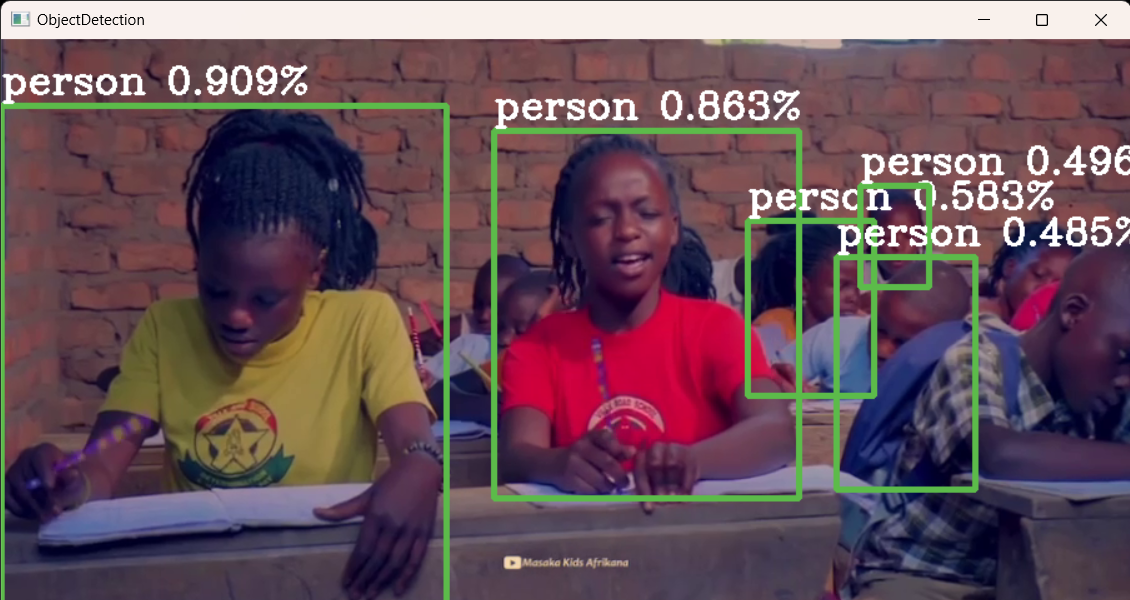 ObjectDetection
person 0.909%
person 0.863%
person 0.496
person 0.583%
person 0.485%
Masaka Kids Afrikana